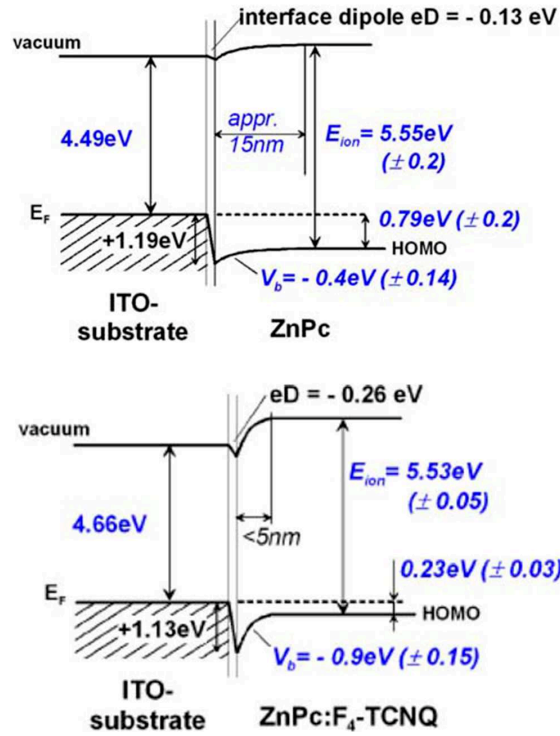 interface dipole eD = - 0.13 eV
vacuum
4.49eV
appr.
15nm
E_ion = 5.55eV
(± 0.2)
E_F
+1.19eV
0.79eV (± 0.2)
HOMO
V_b = - 0.4eV (± 0.14)
ITO-
substrate
ZnPc
eD = - 0.26 eV
vacuum
4.66eV
<5nm
E_ion = 5.53eV
(± 0.05)
0.23eV (± 0.03)
E_F
+1.13eV
HOMO
V_b = - 0.9eV (± 0.15)
ITO-
substrate
ZnPc:F₄-TCNQ